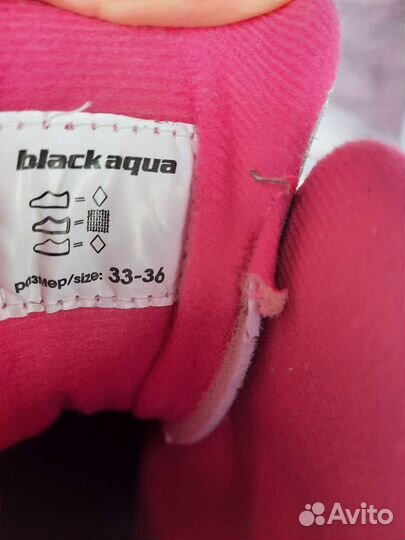 blackaqua
= ◇
=
= ◇
размер/size: 33-36
Avito